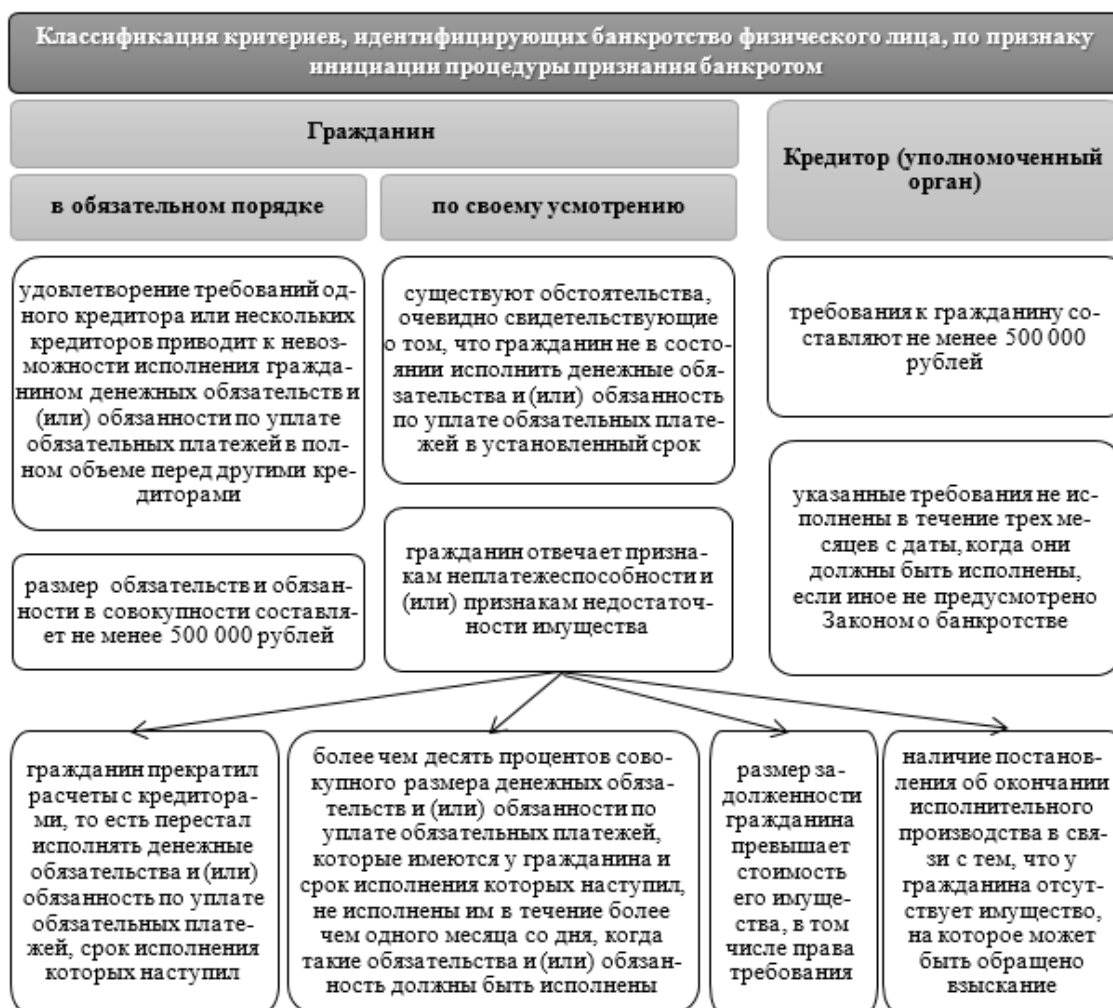 Классификация критериев, идентифицирующих банкротство физического лица, по признаку
инициации процедуры признания банкротом
Гражданин
Кредитор (уполномоченный
орган)
в обязательном порядке
по своему усмотрению
удовлетворение требований од-
ного кредитора или нескольких
кредиторов приводит к невоз-
можности исполнения гражда-
нином денежных обязательств и
(или) обязанности по уплате
обязательных платежей в пол-
ном объеме перед другими кре-
диторами
размер обязательств и обязан-
ности в совокупности составля-
ет не менее 500 000 рублей
существуют обстоятельства,
очевидно свидетельствующие
о том, что гражданин не в состо-
янии исполнить денежные обя-
зательства и (или) обязанность
по уплате обязательных плате-
жей в установленный срок
гражданин отвечает призна-
кам неплатежеспособности и
(или) признакам недостаточ-
ности имущества
требования к гражданину со-
ставляют не менее 500 000
рублей
указанные требования не ис-
полнены в течение трех ме-
сяцев с даты, когда они
должны быть исполнены,
если иное не предусмотрено
Законом о банкротстве
гражданин прекратил
расчеты с кредитора-
ми, то есть перестал
исполнять денежные
обязательства и (или)
обязанность по уплате
обязательных плате-
жей, срок исполнения
которых наступил
более чем десять процентов сово-
купного размера денежных обяза-
тельств и (или) обязанности по
уплате обязательных платежей,
которые имеются у гражданина и
срок исполнения которых наступил,
не исполнены им в течение более
чем одного месяца со дня, когда
такие обязательства и (или) обязан-
ность должны быть исполнены
размер за-
долженности
гражданина
превышает
стоимость
его имуще-
ства, в том
числе права
требования
наличие постанов-
ления об окончании
исполнительного
производства в свя-
зи с тем, что у
гражданина отсут-
ствует имущество,
на которое может
быть обращено
взыскание